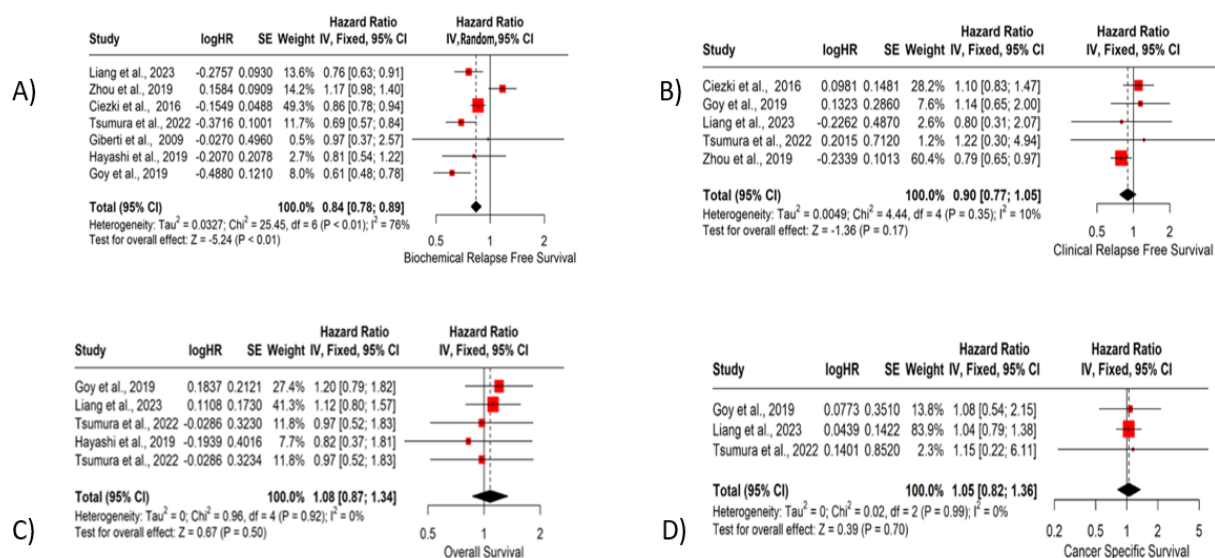 A)
Hazard Ratio Hazard Ratio
Study logHR SE Weight IV, Fixed, 95% CI IV, Random, 95% CI
Liang et al., 2023 -0.2757 0.0930 13.6% 0.76 [0.63; 0.91]
Zhou et al., 2019 0.1584 0.0909 14.2% 1.17 [0.98; 1.40]
Ciezki et al., 2016 -0.1549 0.0488 49.3% 0.86 [0.78; 0.94]
Tsumura et al., 2022 -0.3716 0.1001 11.7% 0.69 [0.57; 0.84]
Giberti et al., 2009 -0.0270 0.4960 0.5% 0.97 [0.37; 2.57]
Hayashi et al., 2019 -0.2070 0.2078 2.7% 0.81 [0.54; 1.22]
Goy et al., 2019 -0.4880 0.1210 8.0% 0.61 [0.48; 0.78]
Total (95% CI) 100.0% 0.84 [0.78; 0.89]
Heterogeneity: Tau² = 0.0327; Chi² = 25.45, df = 6 (P < 0.01); I² = 76%
Test for overall effect: Z = -5.24 (P < 0.01)
0.5 1 2
Biochemical Relapse Free Survival
B)
Hazard Ratio Hazard Ratio
Study logHR SE Weight IV, Fixed, 95% CI IV, Fixed, 95% CI
Ciezki et al., 2016 0.0981 0.1481 28.2% 1.10 [0.83; 1.47]
Goy et al., 2019 0.1323 0.2860 7.6% 1.14 [0.65; 2.00]
Liang et al., 2023 -0.2262 0.4870 2.6% 0.80 [0.31; 2.07]
Tsumura et al., 2022 0.2015 0.7120 1.2% 1.22 [0.30; 4.94]
Zhou et al., 2019 -0.2339 0.1013 60.4% 0.79 [0.65; 0.97]
Total (95% CI) 100.0% 0.90 [0.77; 1.05]
Heterogeneity: Tau² = 0.0049; Chi² = 4.44, df = 4 (P = 0.35); I² = 10%
Test for overall effect: Z = -1.36 (P = 0.17)
0.5 1 2
Clinical Relapse Free Survival
C)
Hazard Ratio Hazard Ratio
Study logHR SE Weight IV, Fixed, 95% CI IV, Fixed, 95% CI
Goy et al., 2019 0.1837 0.2121 27.4% 1.20 [0.79; 1.82]
Liang et al., 2023 0.1108 0.1730 41.3% 1.12 [0.80; 1.57]
Tsumura et al., 2022 -0.0286 0.3230 11.8% 0.97 [0.52; 1.83]
Hayashi et al., 2019 -0.1939 0.4016 7.7% 0.82 [0.37; 1.81]
Tsumura et al., 2022 -0.0286 0.3234 11.8% 0.97 [0.52; 1.83]
Total (95% CI) 100.0% 1.08 [0.87; 1.34]
Heterogeneity: Tau² = 0; Chi² = 0.96, df = 4 (P = 0.92); I² = 0%
Test for overall effect: Z = 0.67 (P = 0.50)
0.5 1 2
Overall Survival
D)
Hazard Ratio Hazard Ratio
Study logHR SE Weight IV, Fixed, 95% CI IV, Fixed, 95% CI
Goy et al., 2019 0.0773 0.3510 13.8% 1.08 [0.54; 2.15]
Liang et al., 2023 0.0439 0.1422 83.9% 1.04 [0.79; 1.38]
Tsumura et al., 2022 0.1401 0.8520 2.3% 1.15 [0.22; 6.11]
Total (95% CI) 100.0% 1.05 [0.82; 1.36]
Heterogeneity: Tau² = 0; Chi² = 0.02, df = 2 (P = 0.99); I² = 0%
Test for overall effect: Z = 0.39 (P = 0.70)
0.2 0.5 1 2 5
Cancer Specific Survival